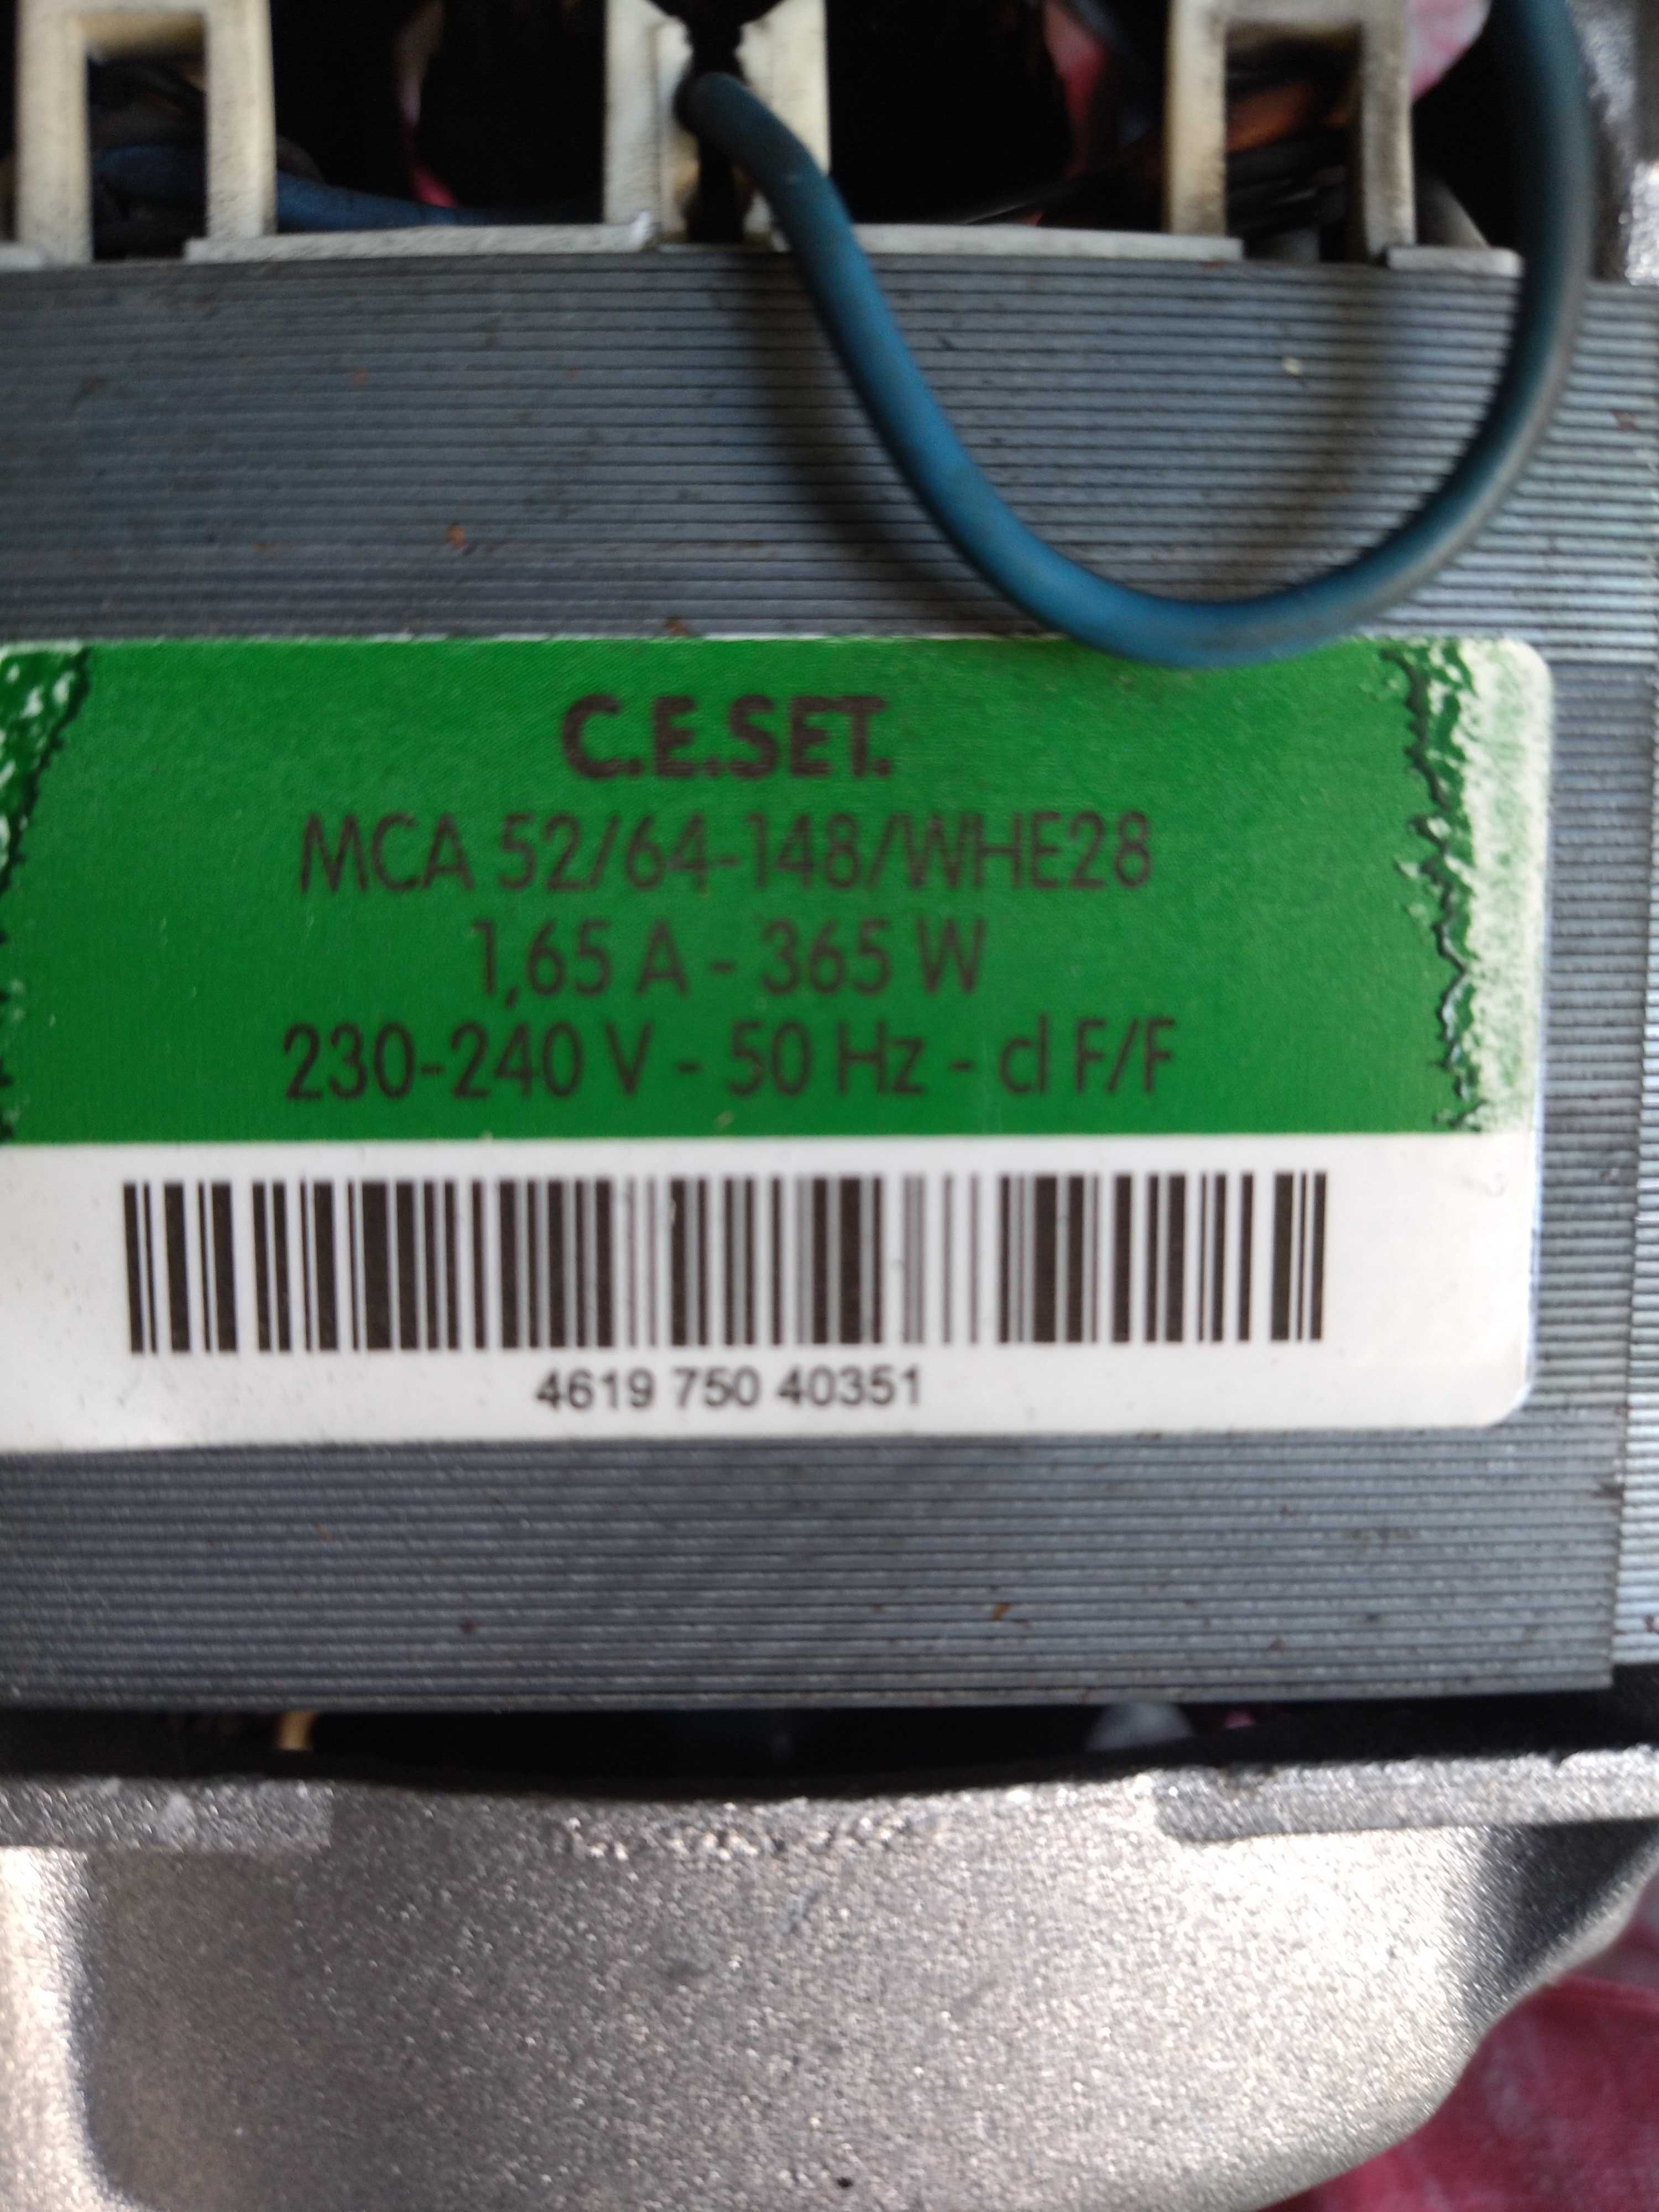 C.E.SET.
MCA 52/64-148/WHE28
1,65 A - 365 W
230-240 V - 50 Hz - cl F/F
4619 750 40351